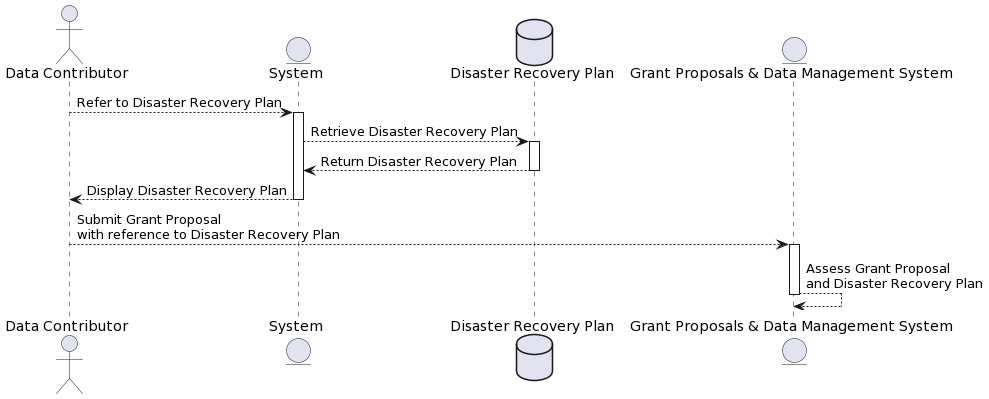 Data Contributor
System
Disaster Recovery Plan
Grant Proposals & Data Management System
Refer to Disaster Recovery Plan
Retrieve Disaster Recovery Plan
Return Disaster Recovery Plan
Display Disaster Recovery Plan
Submit Grant Proposal
with reference to Disaster Recovery Plan
Assess Grant Proposal
and Disaster Recovery Plan
Data Contributor
System
Disaster Recovery Plan
Grant Proposals & Data Management System